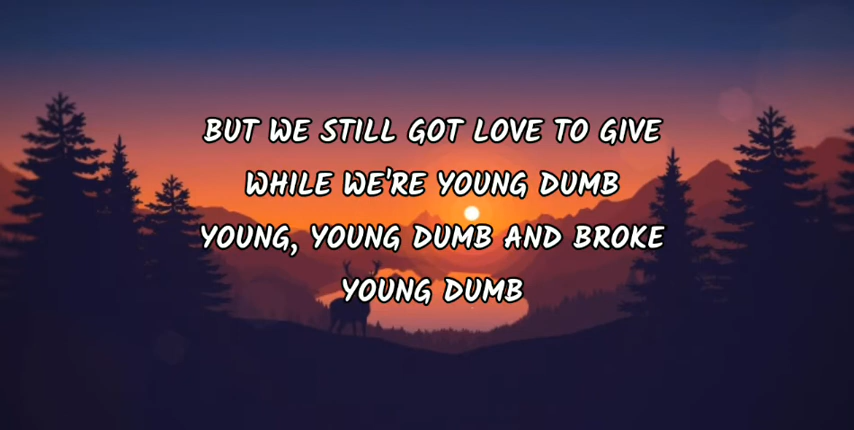 BUT WE STILL GOT LOVE TO GIVE
WHILE WE'RE YOUNG DUMB
YOUNG, YOUNG DUMB AND BROKE
YOUNG DUMB